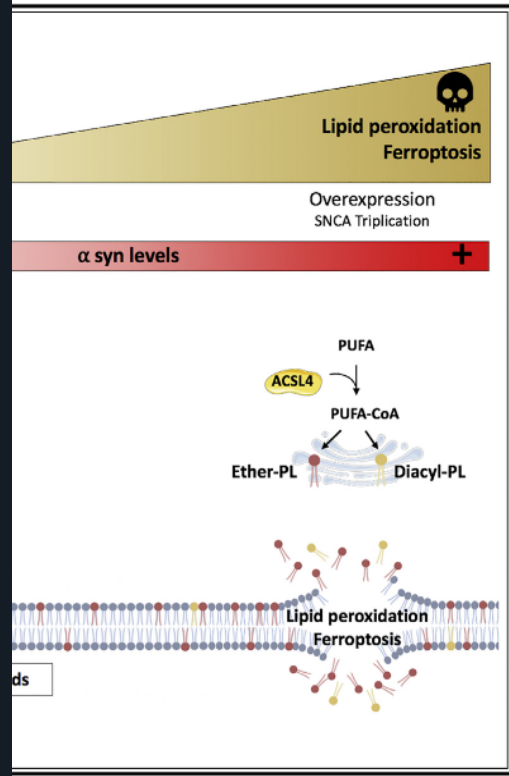 Lipid peroxidation
Ferroptosis
Overexpression
SNCA Triplication
α syn levels
+
PUFA
ACSL4
PUFA-CoA
Ether-PL
Diacyl-PL
Lipid peroxidation
Ferroptosis
ds